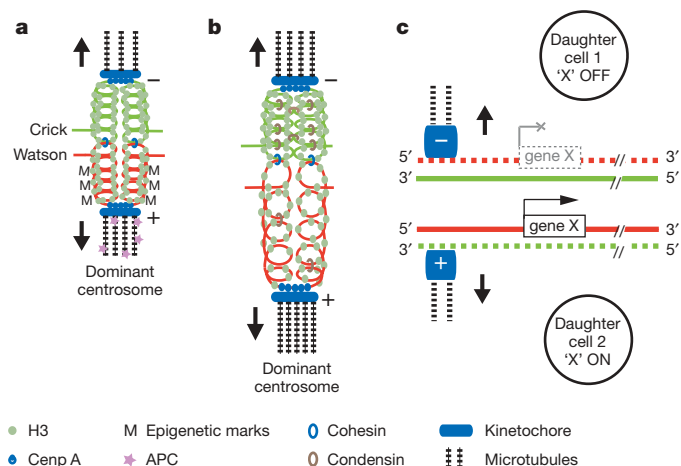 a
−
Crick
Watson
M M
M M
M M
+
Dominant
centrosome
b
−
+
Dominant
centrosome
c
Daughter
cell 1
‘X’ OFF
−
5′ gene X // 3′
3′ // 5′
5′ gene X // 3′
3′ // 5′
+
Daughter
cell 2
‘X’ ON
H3 M Epigenetic marks Cohesin Kinetochore
Cenp A APC Condensin Microtubules